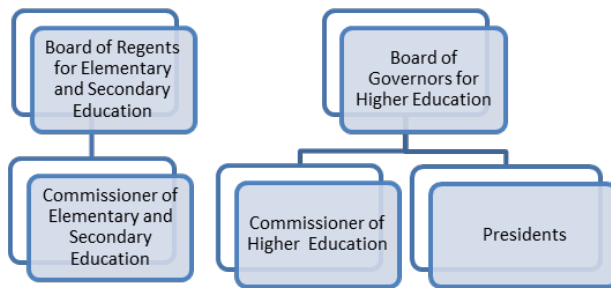 Board of Regents
for Elementary
and Secondary
Education
Board of
Governors for
Higher Education
Commissioner of
Elementary and
Secondary
Education
Commissioner of
Higher Education
Presidents